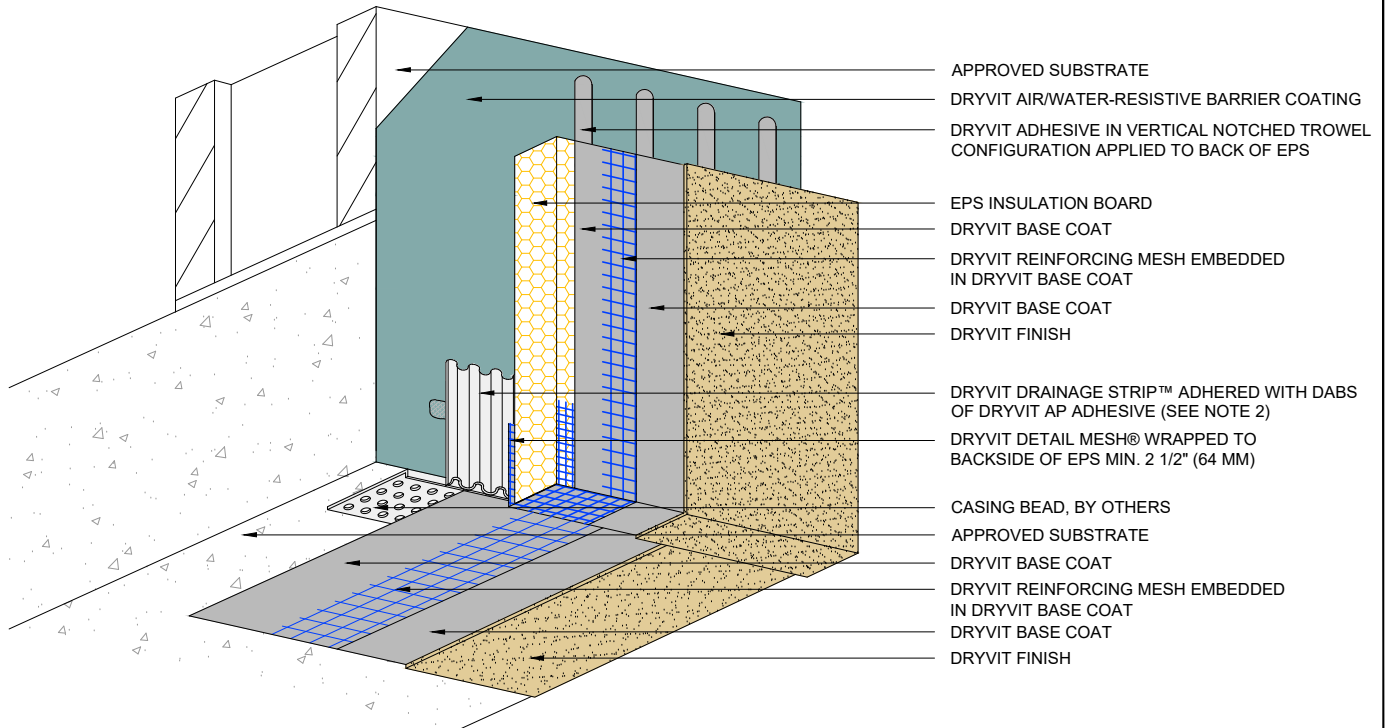 APPROVED SUBSTRATE
DRYVIT AIR/WATER-RESISTIVE BARRIER COATING
DRYVIT ADHESIVE IN VERTICAL NOTCHED TROWEL
CONFIGURATION APPLIED TO BACK OF EPS
EPS INSULATION BOARD
DRYVIT BASE COAT
DRYVIT REINFORCING MESH EMBEDDED
IN DRYVIT BASE COAT
DRYVIT BASE COAT
DRYVIT FINISH
DRYVIT DRAINAGE STRIP™ ADHERED WITH DABS
OF DRYVIT AP ADHESIVE (SEE NOTE 2)
DRYVIT DETAIL MESH® WRAPPED TO
BACKSIDE OF EPS MIN. 2 1/2" (64 MM)
CASING BEAD, BY OTHERS
APPROVED SUBSTRATE
DRYVIT BASE COAT
DRYVIT REINFORCING MESH EMBEDDED
IN DRYVIT BASE COAT
DRYVIT BASE COAT
DRYVIT FINISH